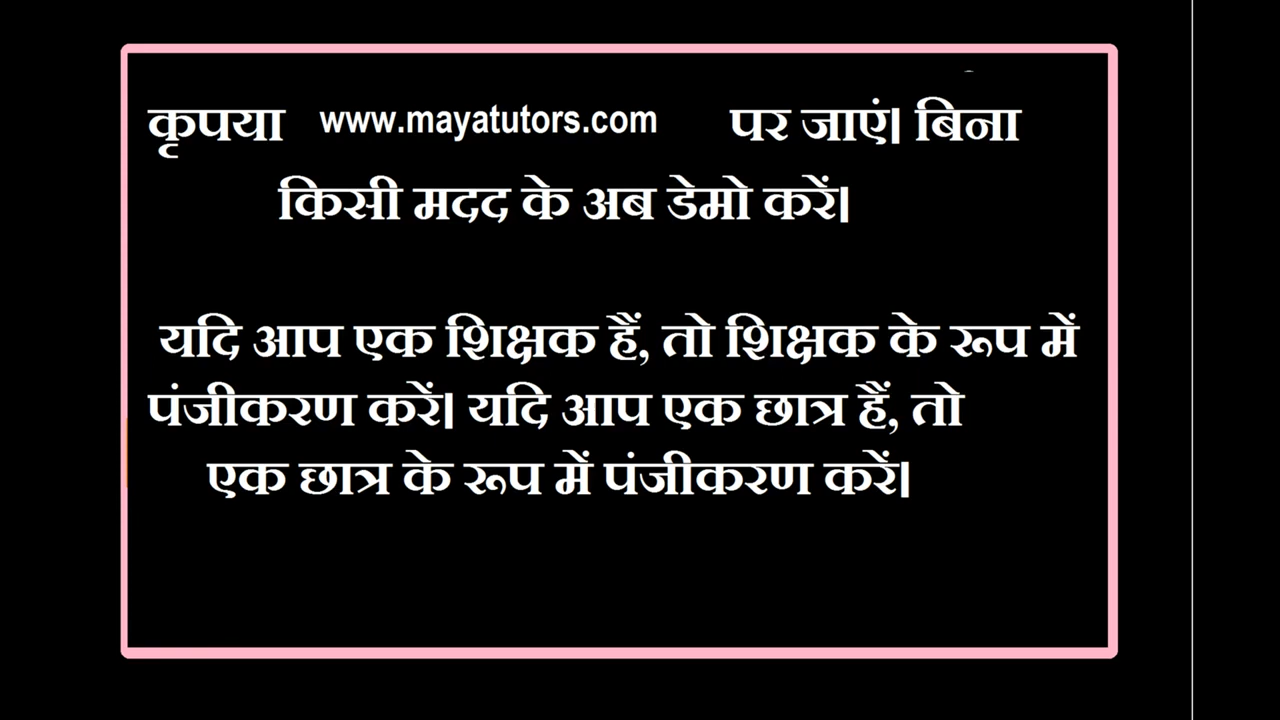 कृपया www.mayatutors.com पर जाएं। बिना
किसी मदद के अब डेमो करें।
यदि आप एक शिक्षक हैं, तो शिक्षक के रूप में
पंजीकरण करें। यदि आप एक छात्र हैं, तो
एक छात्र के रूप में पंजीकरण करें।